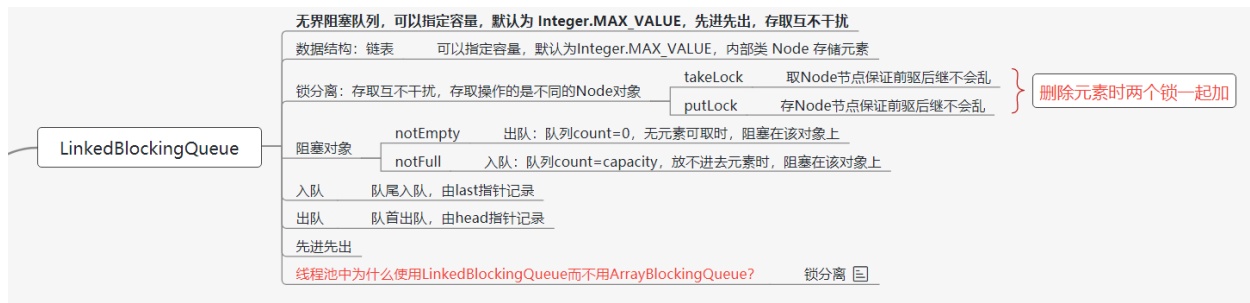 无界阻塞队列，可以指定容量，默认为 Integer.MAX_VALUE，先进先出，存取互不干扰
数据结构：链表 可以指定容量，默认为Integer.MAX_VALUE，内部类 Node 存储元素
锁分离：存取互不干扰，存取操作的是不同的Node对象
takeLock 取Node节点保证前驱后继不会乱
putLock 存Node节点保证前驱后继不会乱
删除元素时两个锁一起加
LinkedBlockingQueue
阻塞对象
notEmpty 出队：队列count=0，无元素可取时，阻塞在该对象上
notFull 入队：队列count=capacity，放不进去元素时，阻塞在该对象上
入队 队尾入队，由last指针记录
出队 队首出队，由head指针记录
先进先出
线程池中为什么使用LinkedBlockingQueue而不用ArrayBlockingQueue？ 锁分离